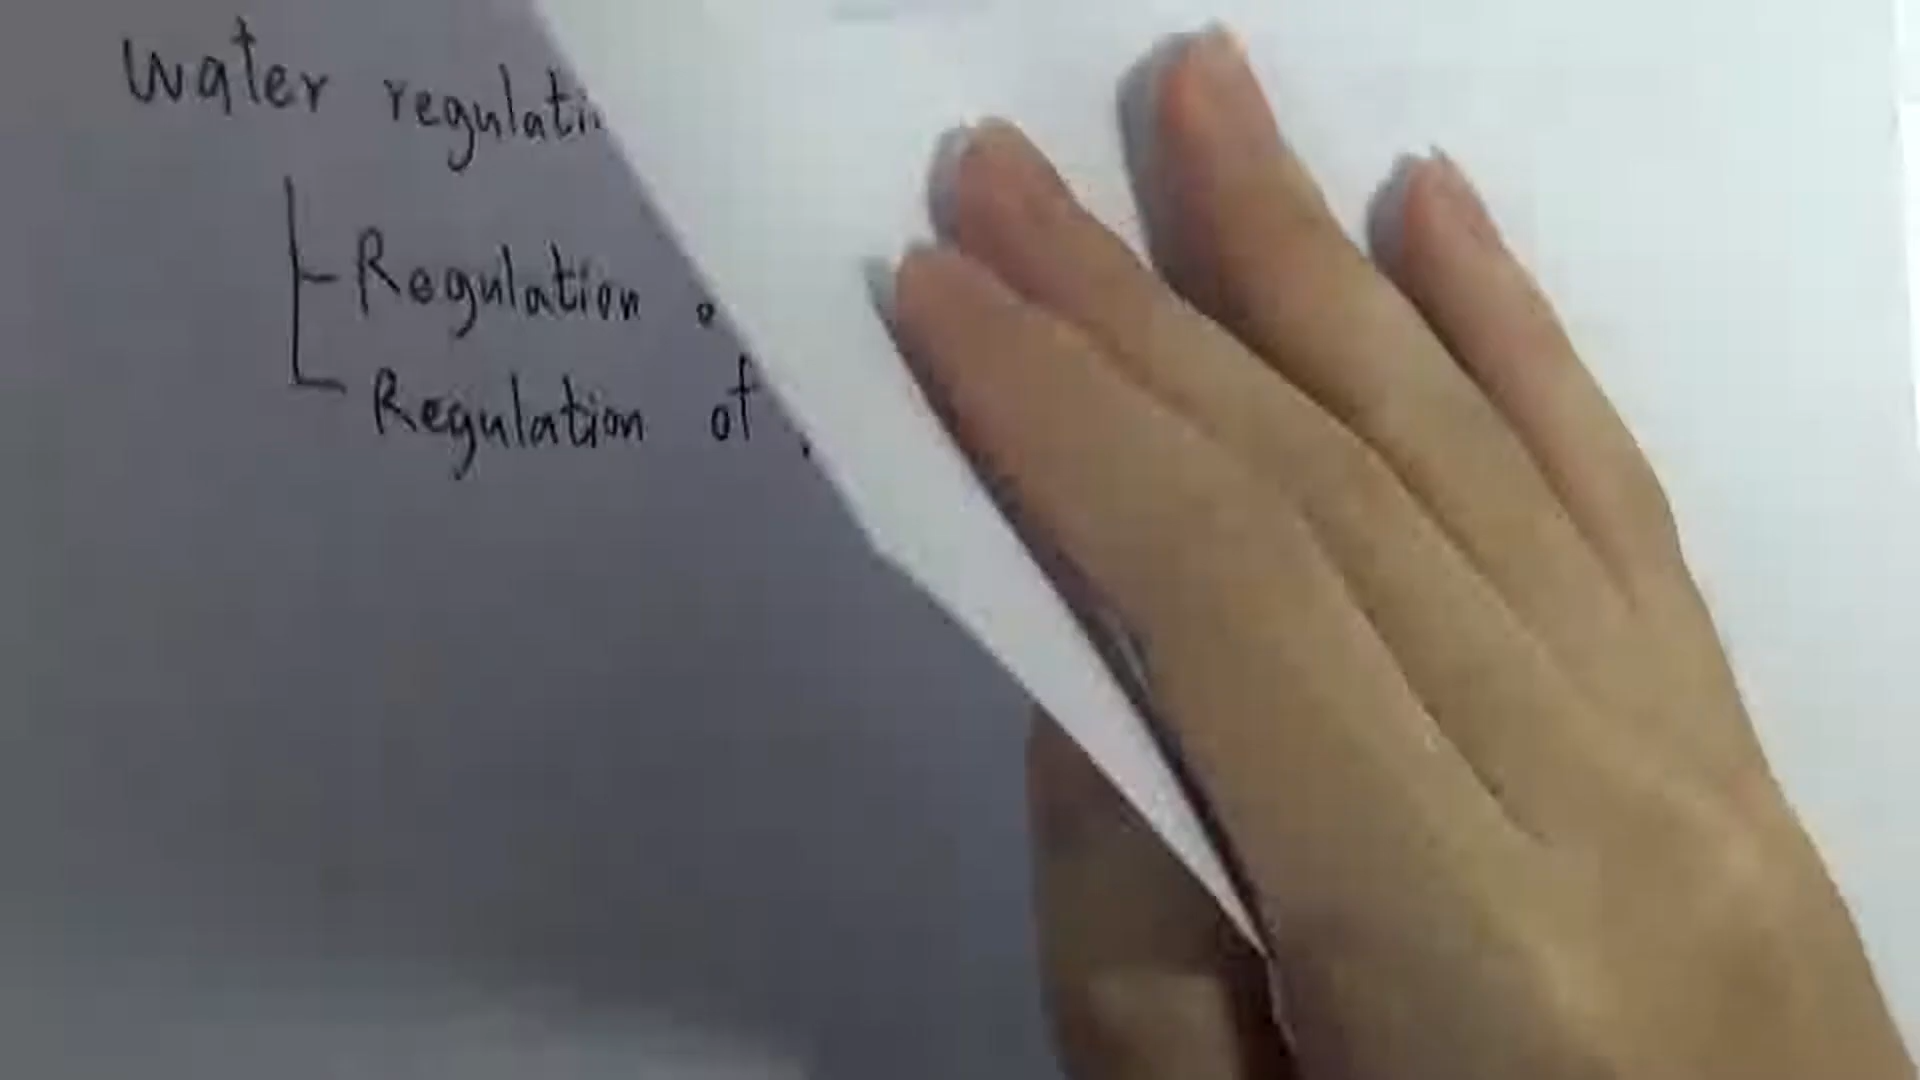 Water regulati
Regulation o
Regulation of